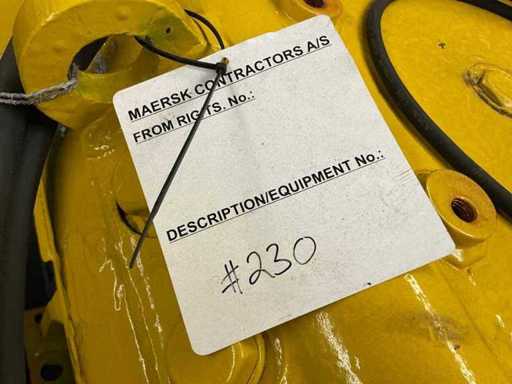 MAERSK CONTRACTORS A/S
FROM RIG/TS. No.:
DESCRIPTION/EQUIPMENT No.:
#230